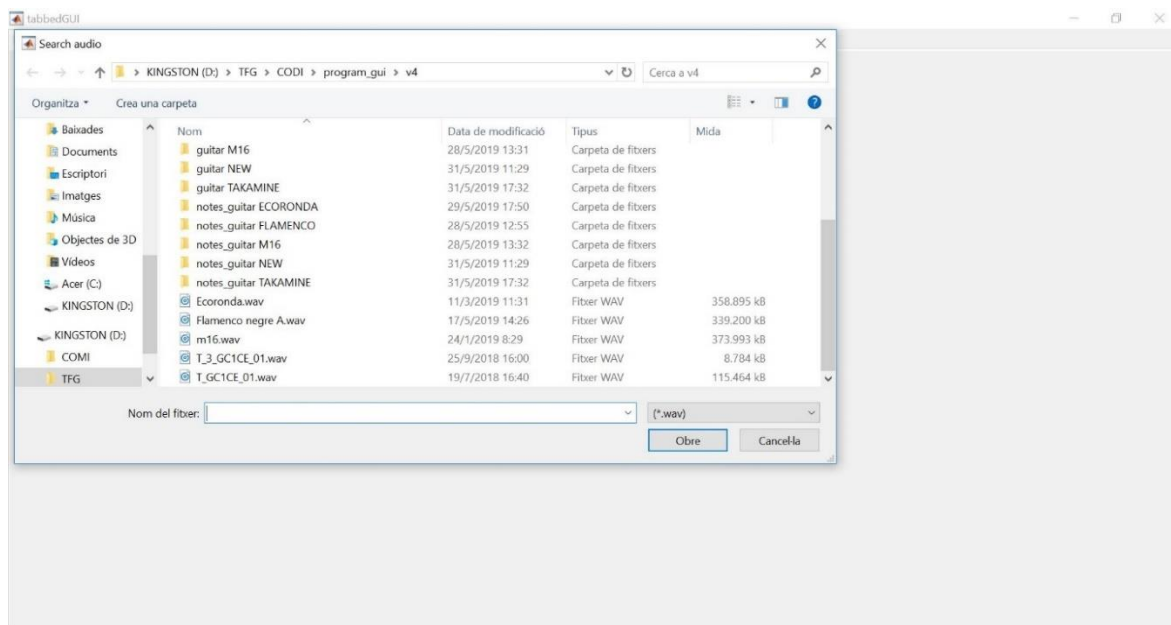 tabbedGUI
Search audio
KINGSTON (D:) > TFG > CODI > program_gui > v4
Cerca a v4
Organitza
Crea una carpeta
Baixades
Documents
Escriptori
Imatges
Música
Objectes de 3D
Vídeos
Acer (C:)
KINGSTON (D:)
KINGSTON (D:)
COMI
TFG
Nom Data de modificació Tipus Mida
guitar M16 28/5/2019 13:31 Carpeta de fitxers
guitar NEW 31/5/2019 11:29 Carpeta de fitxers
guitar TAKAMINE 31/5/2019 17:32 Carpeta de fitxers
notes_guitar ECORONDA 29/5/2019 17:50 Carpeta de fitxers
notes_guitar FLAMENCO 28/5/2019 12:55 Carpeta de fitxers
notes_guitar M16 28/5/2019 13:32 Carpeta de fitxers
notes_guitar NEW 31/5/2019 11:29 Carpeta de fitxers
notes_guitar TAKAMINE 31/5/2019 17:32 Carpeta de fitxers
Ecoronda.wav 11/3/2019 11:31 Fitxer WAV 358.895 kB
Flamenco negre A.wav 17/5/2019 14:26 Fitxer WAV 339.200 kB
m16.wav 24/1/2019 8:29 Fitxer WAV 373.993 kB
T_3_GC1CE_01.wav 25/9/2018 16:00 Fitxer WAV 8.784 kB
T_GC1CE_01.wav 19/7/2018 16:40 Fitxer WAV 115.464 kB
Nom del fitxer:
(*.wav)
Obre
Cancel·la